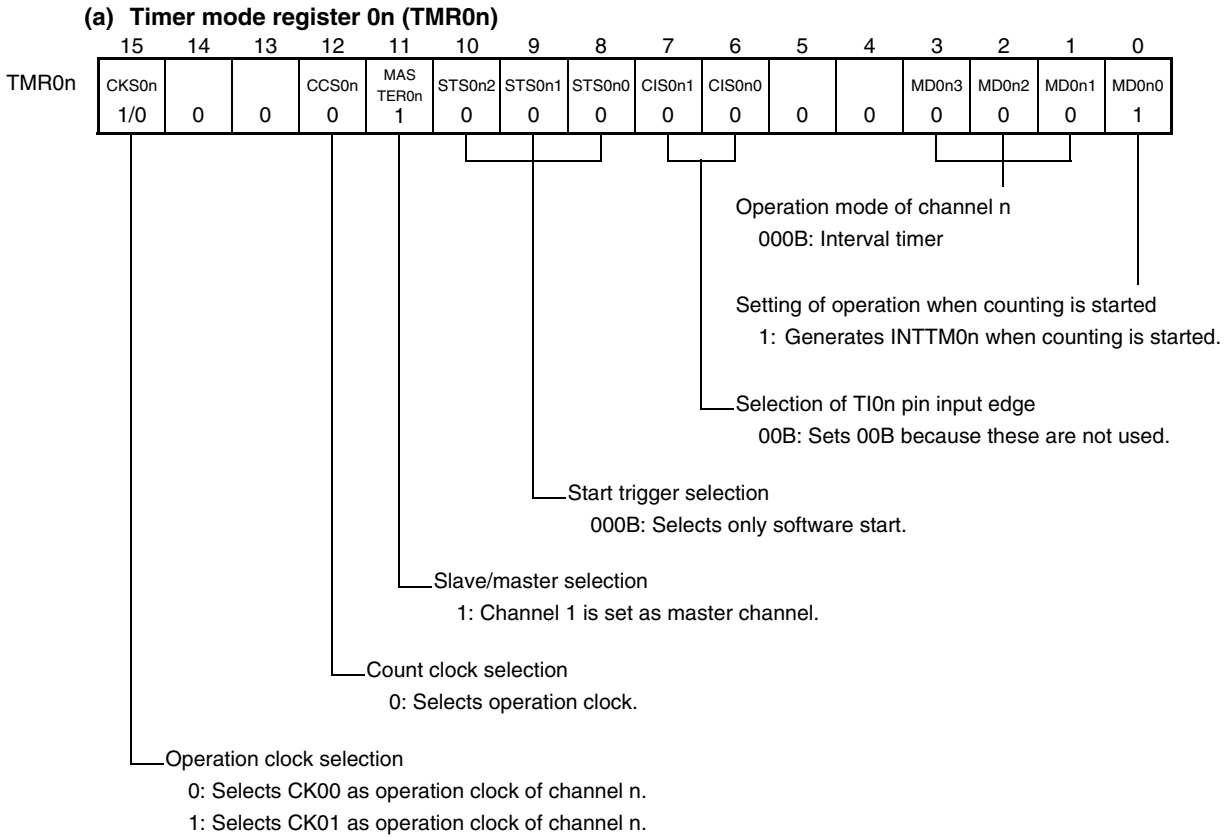 (a) Timer mode register 0n (TMR0n)
15 14 13 12 11 10 9 8 7 6 5 4 3 2 1 0
TMR0n CKS0n CCS0n MAS TER0n STS0n2 STS0n1 STS0n0 CIS0n1 CIS0n0 MD0n3 MD0n2 MD0n1 MD0n0
1/0 0 0 0 1 0 0 0 0 0 0 0 0 0 0 1
Operation mode of channel n
000B: Interval timer
Setting of operation when counting is started
1: Generates INTTM0n when counting is started.
Selection of TI0n pin input edge
00B: Sets 00B because these are not used.
Start trigger selection
000B: Selects only software start.
Slave/master selection
1: Channel 1 is set as master channel.
Count clock selection
0: Selects operation clock.
Operation clock selection
0: Selects CK00 as operation clock of channel n.
1: Selects CK01 as operation clock of channel n.